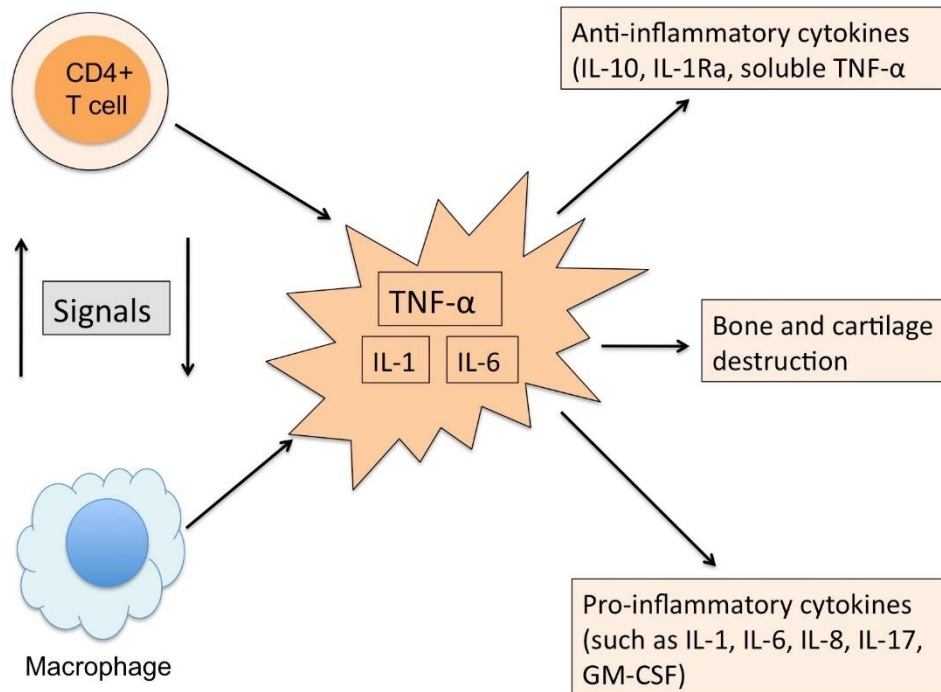 CD4+
T cell
Signals
Macrophage
TNF-α
IL-1
IL-6
Anti-inflammatory cytokines
(IL-10, IL-1Ra, soluble TNF-α
Bone and cartilage
destruction
Pro-inflammatory cytokines
(such as IL-1, IL-6, IL-8, IL-17,
GM-CSF)